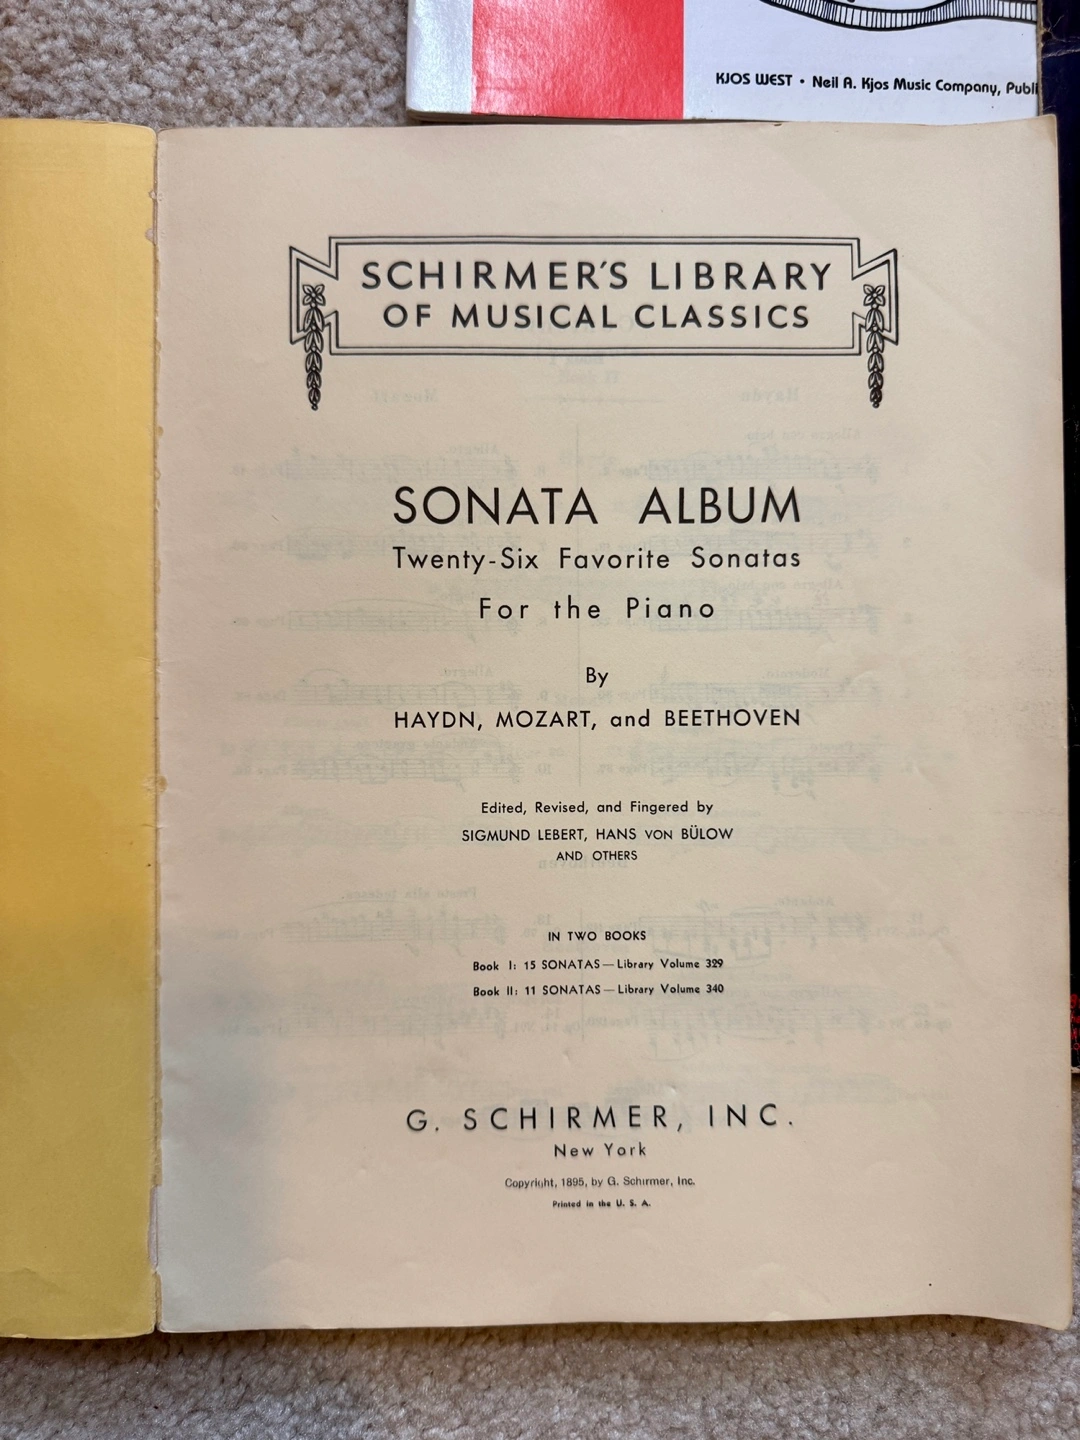 KJOS WEST • Neil A. Kjos Music Company,
SCHIRMER'S LIBRARY
OF MUSICAL CLASSICS
SONATA ALBUM
Twenty-Six Favorite Sonatas
For the Piano
By
HAYDN, MOZART, and BEETHOVEN
Edited, Revised, and Fingered by
SIGMUND LEBERT, HANS VON BÜLOW
AND OTHERS
IN TWO BOOKS
Book I: 15 SONATAS—Library Volume 329
Book II: 11 SONATAS—Library Volume 340
G. SCHIRMER, INC.
New York
Copyright, 1895, by G. Schirmer, Inc.
Printed in the U. S. A.